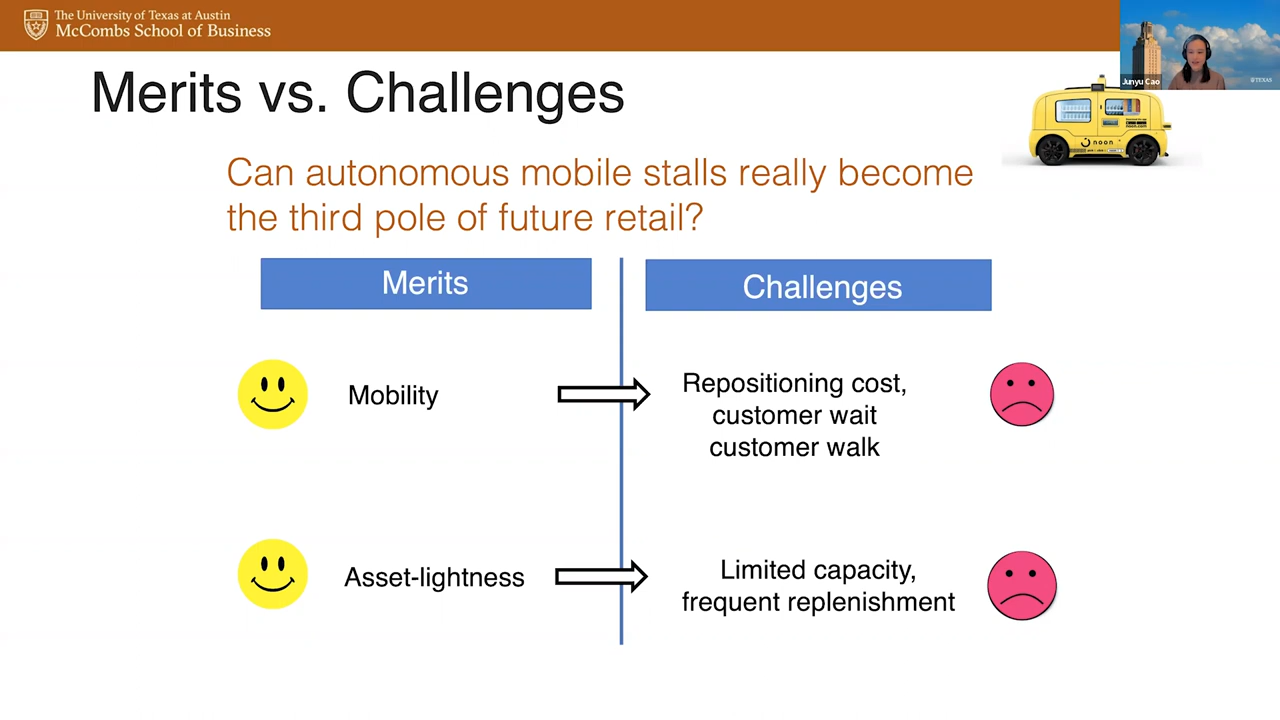 The University of Texas at Austin
McCombs School of Business
Junyu Cao
TEXAS
Merits vs. Challenges
noon
Can autonomous mobile stalls really become
the third pole of future retail?
Merits
Challenges
Mobility
Repositioning cost,
customer wait
customer walk
Asset-lightness
Limited capacity,
frequent replenishment